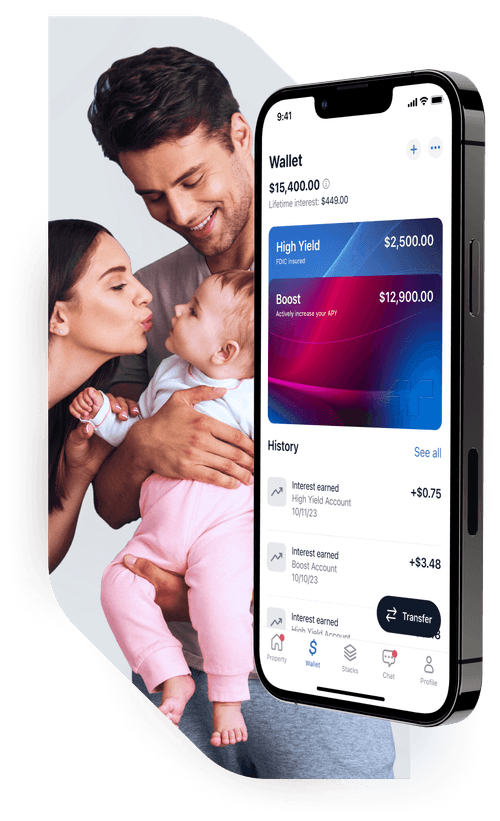 9:41
Wallet
$15,400.00
Lifetime interest: $449.00
High Yield $2,500.00
FDIC insured
Boost $12,900.00
Actively increase your APY
History See all
Interest earned
High Yield Account +$0.75
10/11/23
Interest earned
Boost Account +$3.48
10/10/23
Interest earned
High Yield Account
Transfer
Property Wallet Stacks Chat Profile